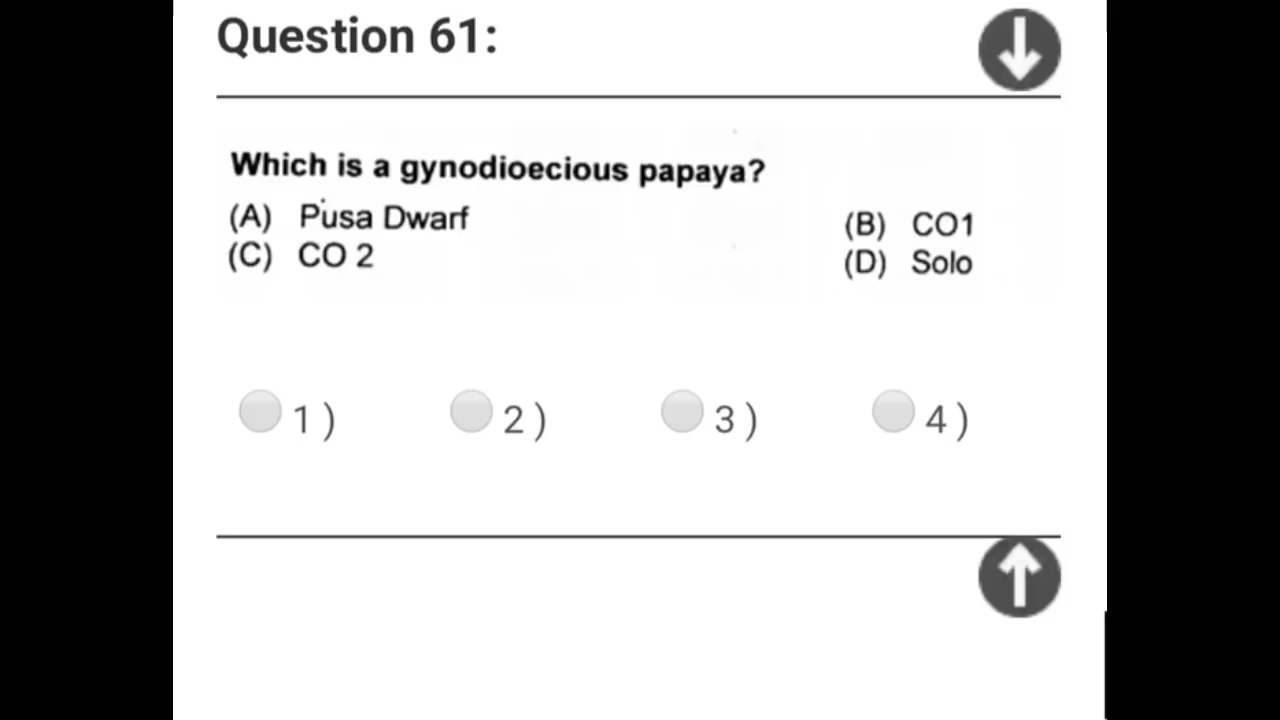 Question 61:
Which is a gynodioecious papaya?
(A) Pusa Dwarf (B) CO1
(C) CO 2 (D) Solo
1 ) 2 ) 3 ) 4 )